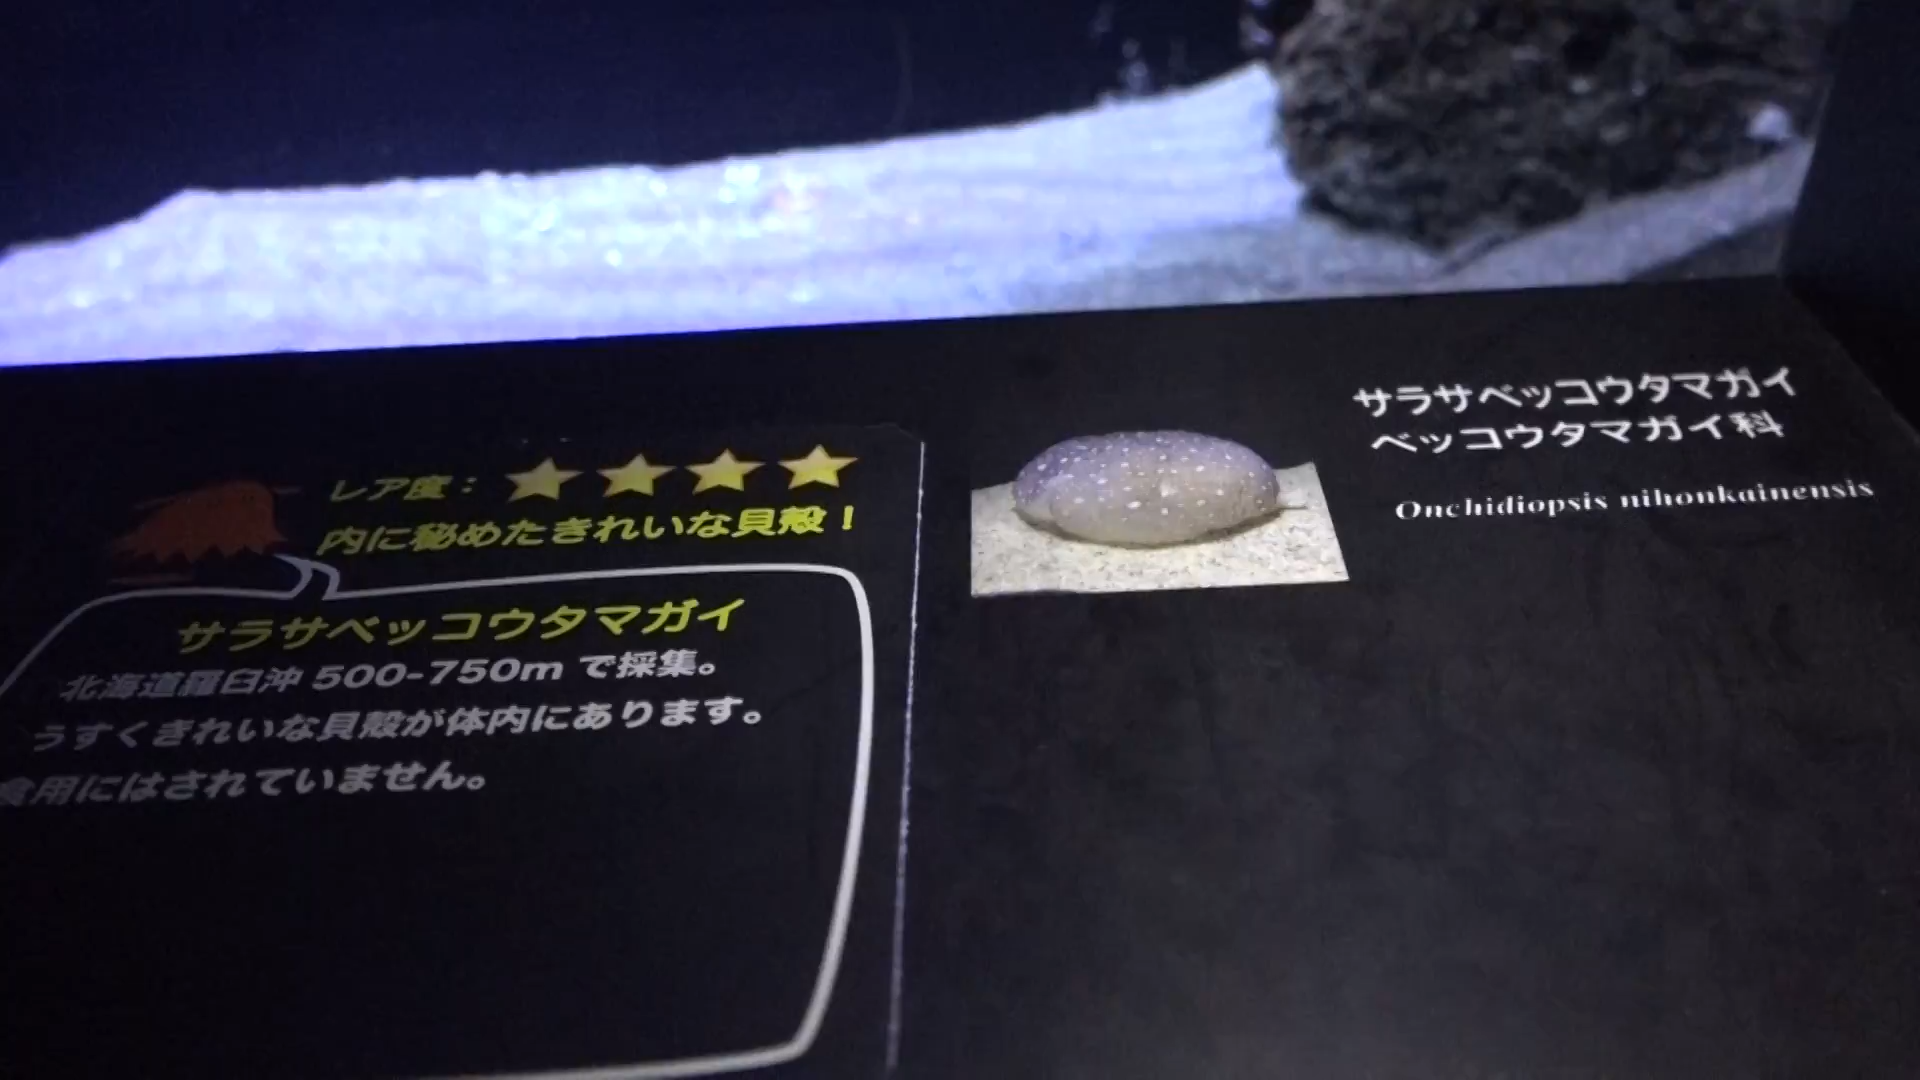 レア度：
内に秘めたきれいな貝殻！
サラサベッコウタマガイ
北海道羅臼沖 500-750m で採集。
うすくきれいな貝殻が体内にあります。
食用にはされていません。
サラサベッコウタマガイ
ベッコウタマガイ科
Onchidiopsis nihonkainensis